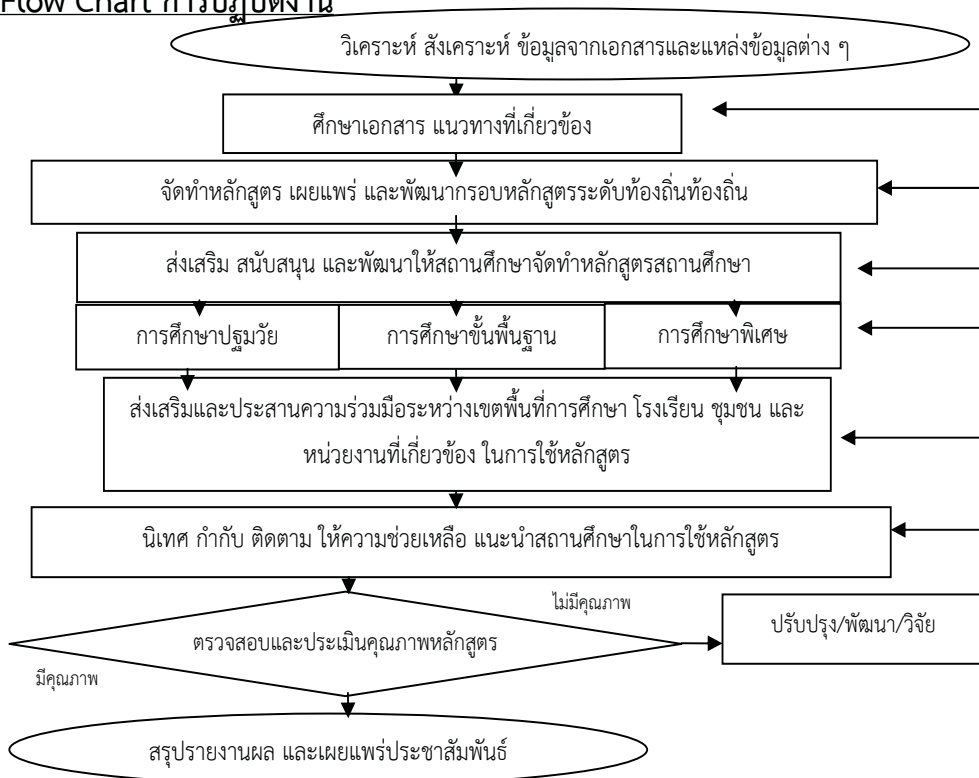 Flow Chart การปฏิบัติงาน
วิเคราะห์ สังเคราะห์ ข้อมูลจากเอกสารและแหล่งข้อมูลต่าง ๆ
ศึกษาเอกสาร แนวทางที่เกี่ยวข้อง
จัดทำหลักสูตร เผยแพร่ และพัฒนากรอบหลักสูตรระดับท้องถิ่นท้องถิ่น
ส่งเสริม สนับสนุน และพัฒนาให้สถานศึกษาจัดทำหลักสูตรสถานศึกษา
การศึกษาปฐมวัย การศึกษาขั้นพื้นฐาน การศึกษาพิเศษ
ส่งเสริมและประสานความร่วมมือระหว่างเขตพื้นที่การศึกษา โรงเรียน ชุมชน และ
หน่วยงานที่เกี่ยวข้อง ในการใช้หลักสูตร
นิเทศ กำกับ ติดตาม ให้ความช่วยเหลือ แนะนำสถานศึกษาในการใช้หลักสูตร
ไม่มีคุณภาพ
ปรับปรุง/พัฒนา/วิจัย
ตรวจสอบและประเมินคุณภาพหลักสูตร
มีคุณภาพ
สรุปรายงานผล และเผยแพร่ประชาสัมพันธ์